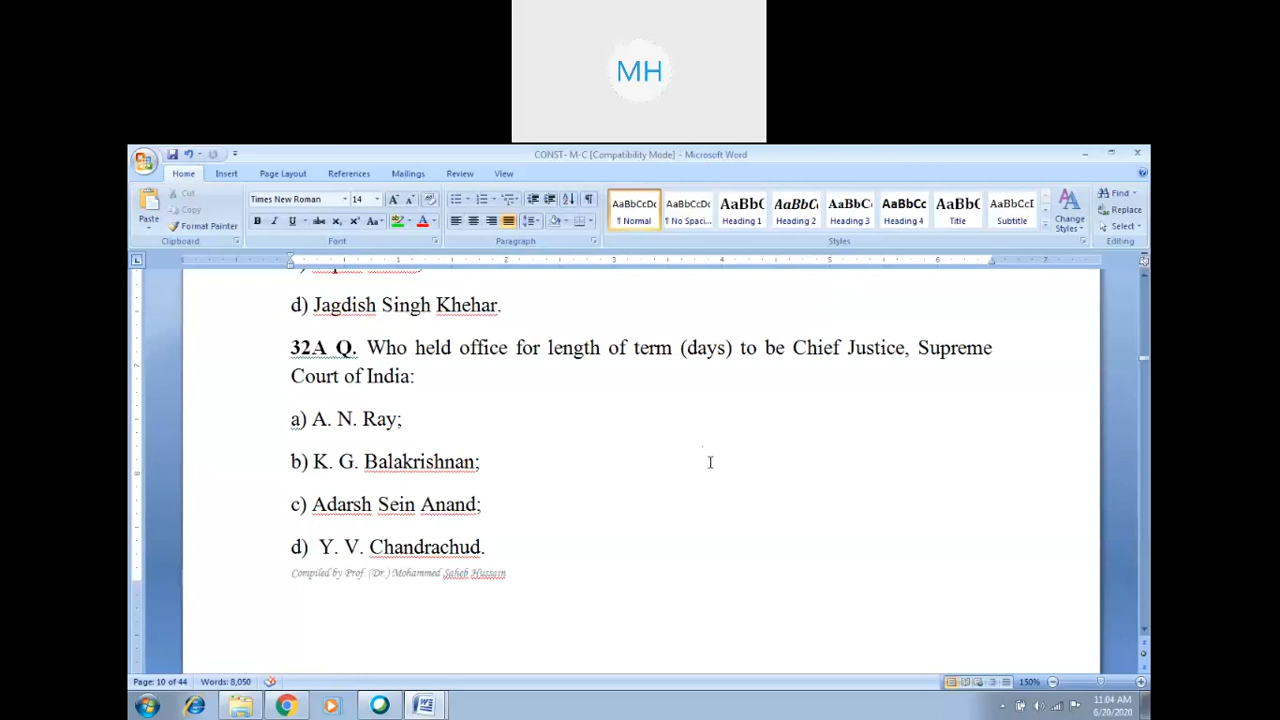 MH
CONST- M-C [Compatibility Mode] - Microsoft Word
Home Insert Page Layout References Mailings Review View
Cut
Copy
Format Painter
Paste
Clipboard
Times New Roman 14
Font
Paragraph
AaBbCcDc AaBbCcDc AaBbC AaBbCc AaBbC AaBbCc AaBbC AaBbCcI
¶ Normal ¶ No Spaci... Heading 1 Heading 2 Heading 3 Heading 4 Title Subtitle
Change
Styles
Styles
Find
Replace
Select
Editing
d) Jagdish Singh Khehar.
32A Q. Who held office for length of term (days) to be Chief Justice, Supreme
Court of India:
a) A. N. Ray;
b) K. G. Balakrishnan;
c) Adarsh Sein Anand;
d) Y. V. Chandrachud.
Compiled by Prof. (Dr.) Mohammed Saheb Hussain
Page: 10 of 44 Words: 8,050 150%
11:04 AM
6/20/2020